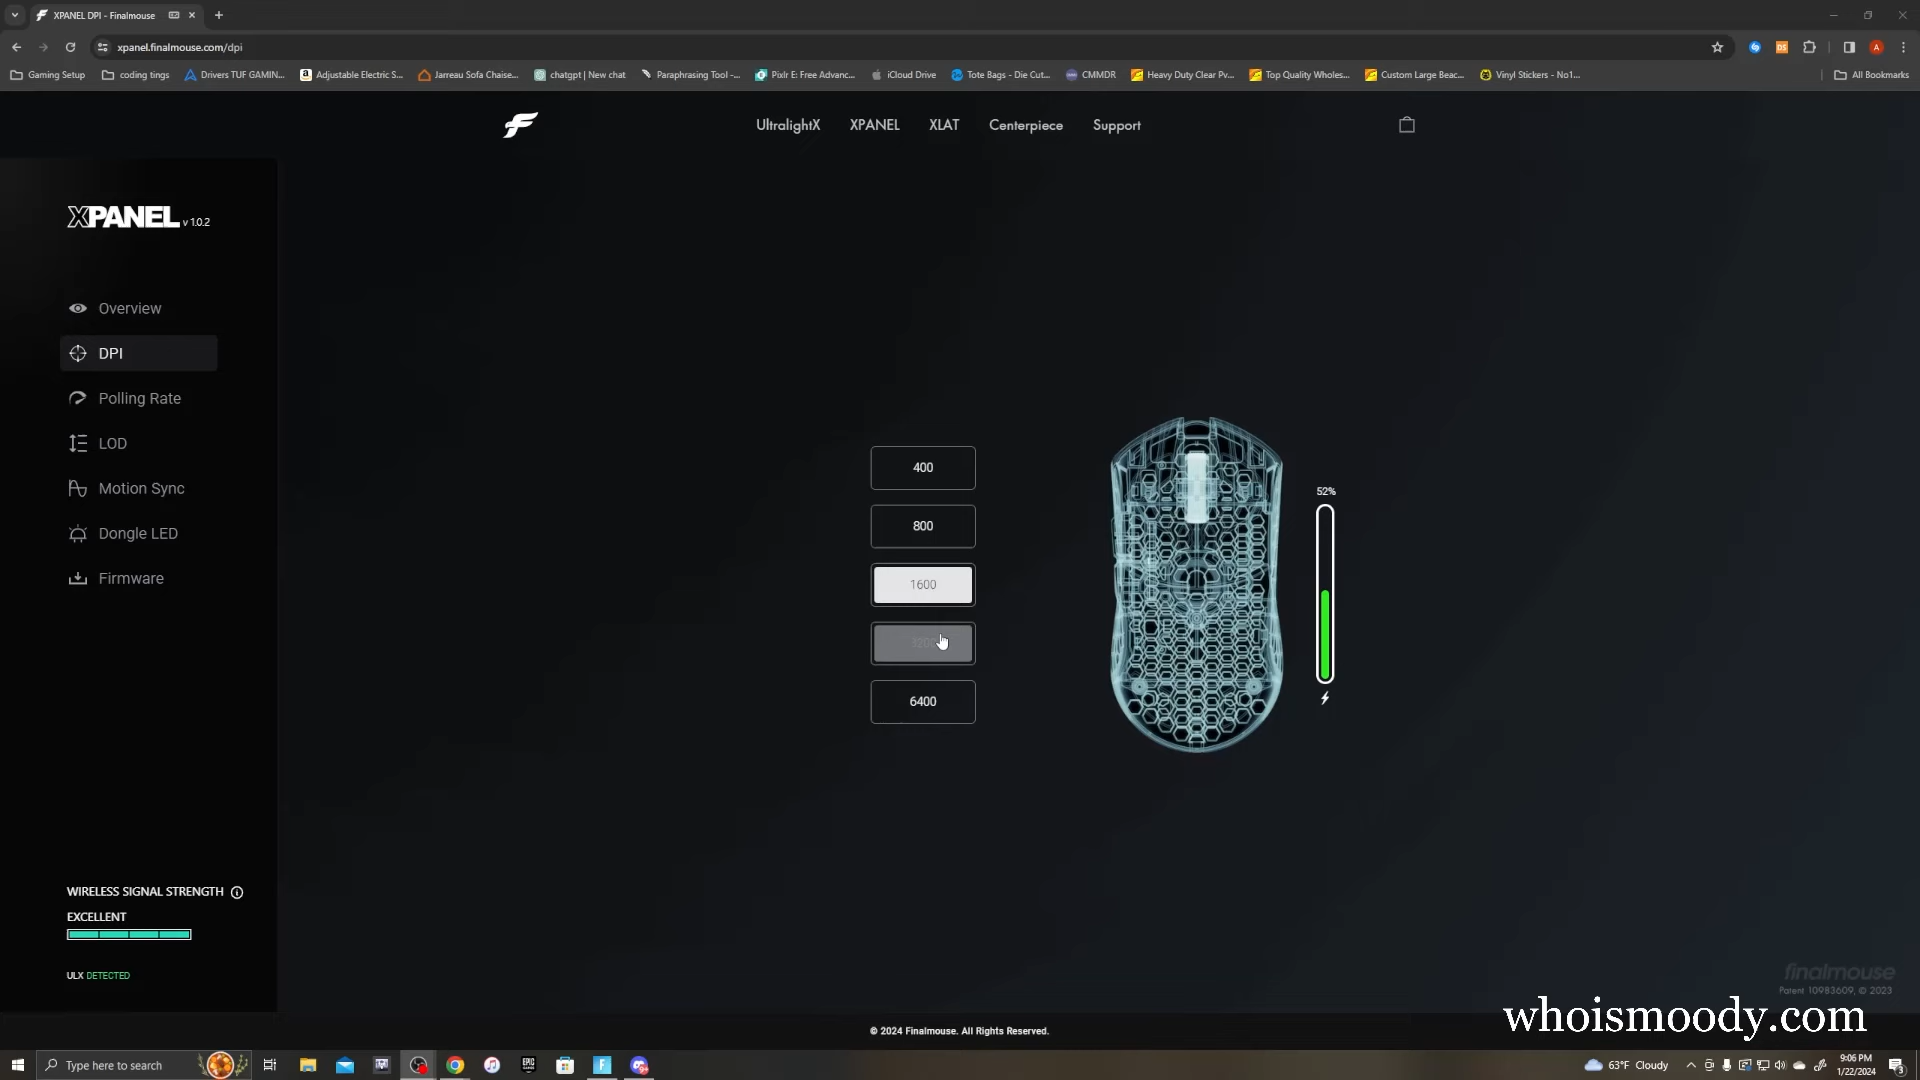 XPANEL DPI - Finalmouse
xpanel.finalmouse.com/dpi
Gaming Setup
coding tings
Drivers TUF GAMIN...
Adjustable Electric S...
Jarreau Sofa Chaise...
chatgpt | New chat
Paraphrasing Tool -...
Pixlr E: Free Advanc...
iCloud Drive
Tote Bags - Die Cut...
CMMDR
Heavy Duty Clear Pv...
Top Quality Wholes...
Custom Large Beac...
Vinyl Stickers - No1...
All Bookmarks
UltralightX
XPANEL
XLAT
Centerpiece
Support
XPANEL v 1.0.2
Overview
DPI
Polling Rate
LOD
Motion Sync
Dongle LED
Firmware
400
800
1600
3200
6400
52%
WIRELESS SIGNAL STRENGTH
EXCELLENT
ULX DETECTED
finalmouse
Patent 10983609, © 2023
whoismoody.com
© 2024 Finalmouse. All Rights Reserved.
Type here to search
63°F Cloudy
9:06 PM
1/22/2024